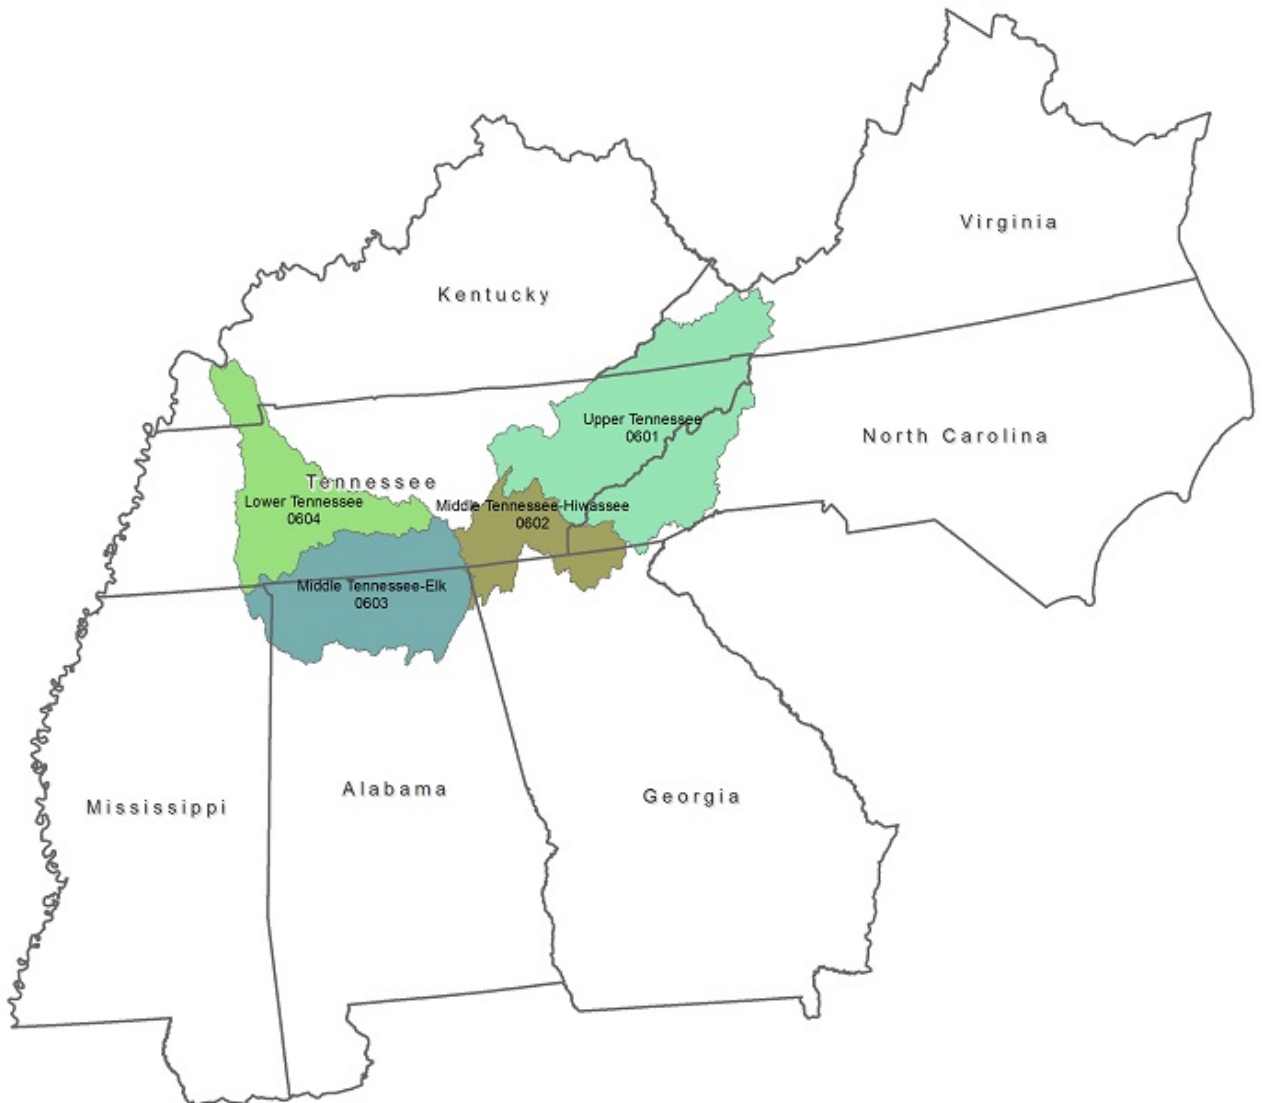 Virginia
Kentucky
Upper Tennessee
0601
North Carolina
Tennessee
Lower Tennessee
0604
Middle Tennessee-Hiwassee
0602
Middle Tennessee-Elk
0603
Alabama
Georgia
Mississippi